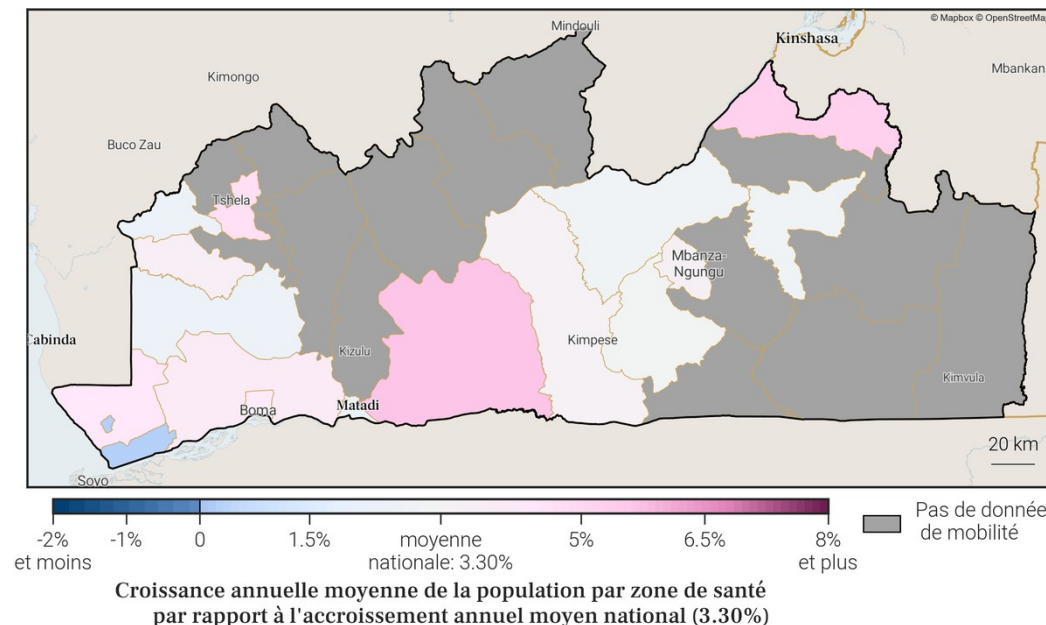 © Mapbox © OpenStreetMa
Mindouli
Kinshasa
Kimongo
Mbankan
Buco Zau
Tshela
Mbanza-
Ngungu
Cabinda
Kizulu
Kimpese
Kimvula
Matadi
Boma
20 km
Soyo
-2%
et moins
-1%
0
1.5%
moyenne
nationale: 3.30%
5%
6.5%
8%
et plus
Pas de donnée
de mobilité
Croissance annuelle moyenne de la population par zone de santé
par rapport à l'accroissement annuel moyen national (3.30%)